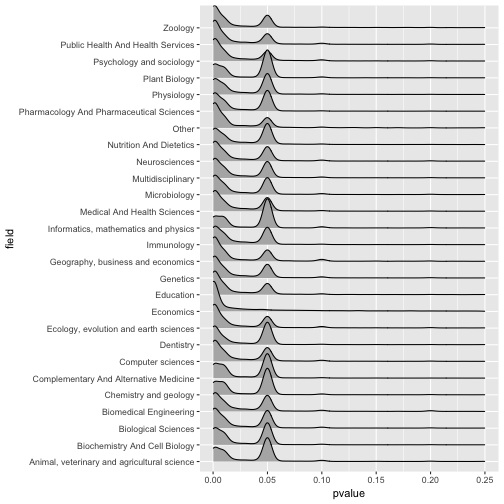 Zoology
Public Health And Health Services
Psychology and sociology
Plant Biology
Physiology
Pharmacology And Pharmaceutical Sciences
Other
Nutrition And Dietetics
Neurosciences
Multidisciplinary
Microbiology
Medical And Health Sciences
Informatics, mathematics and physics
Immunology
Geography, business and economics
Genetics
Education
Economics
Ecology, evolution and earth sciences
Dentistry
Computer sciences
Complementary And Alternative Medicine
Chemistry and geology
Biomedical Engineering
Biological Sciences
Biochemistry And Cell Biology
Animal, veterinary and agricultural science
field
0.00 0.05 0.10 0.15 0.20 0.25
pvalue